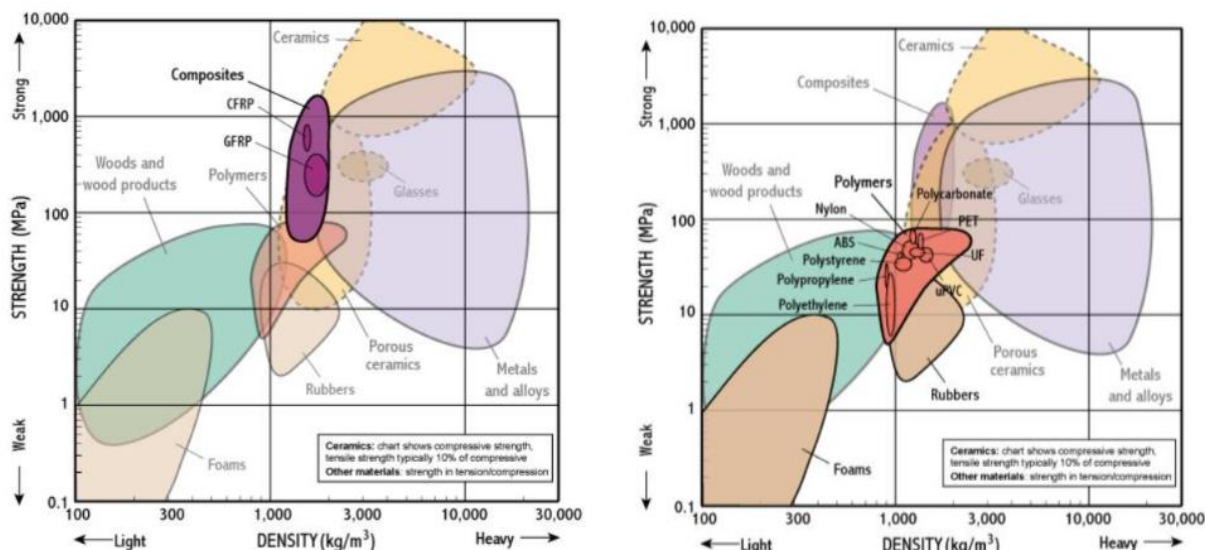 10,000
1,000
100
10
1
0.1
STRENGTH (MPa)
Strong
Weak
Ceramics
Composites
CFRP
GFRP
Woods and
wood products
Polymers
Glasses
Porous
ceramics
Rubbers
Metals
and alloys
Foams
Ceramics: chart shows compressive strength,
tensile strength typically 10% of compressive
Other materials: strength in tension/compression
100
300
1,000
3,000
10,000
30,000
Light
DENSITY (kg/m³)
Heavy
10,000
1,000
100
10
1
0.1
STRENGTH (MPa)
Strong
Weak
Ceramics
Composites
Woods and
wood products
Polymers
Polycarbonate
Nylon
PET
Glasses
ABS
Polystyrene
UF
Polypropylene
uPVC
Polyethylene
Porous
ceramics
Rubbers
Metals
and alloys
Foams
Ceramics: chart shows compressive strength,
tensile strength typically 10% of compressive
Other materials: strength in tension/compression
100
300
1,000
3,000
10,000
30,000
Light
DENSITY (kg/m³)
Heavy